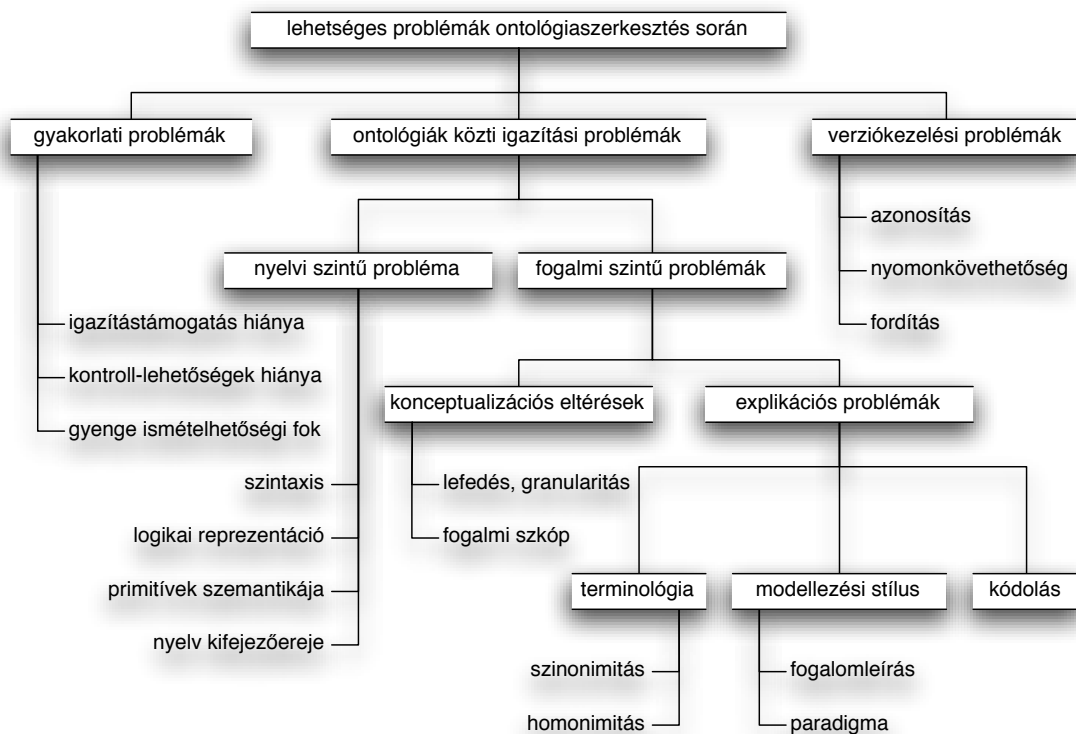 lehetséges problémák ontológiaszerkesztés során
gyakorlati problémák
ontológiák közti igazítási problémák
verziókezelési problémák
azonosítás
nyomonkövethetőség
fordítás
nyelvi szintű probléma
fogalmi szintű problémák
igazítástámogatás hiánya
kontroll-lehetőségek hiánya
gyenge ismételhetőségi fok
konceptualizációs eltérések
explikációs problémák
szintaxis
logikai reprezentáció
primitívek szemantikája
nyelv kifejezőereje
lefedés, granularitás
fogalmi szkóp
terminológia
modellezési stílus
kódolás
szinonimitás
homonimitás
fogalomleírás
paradigma